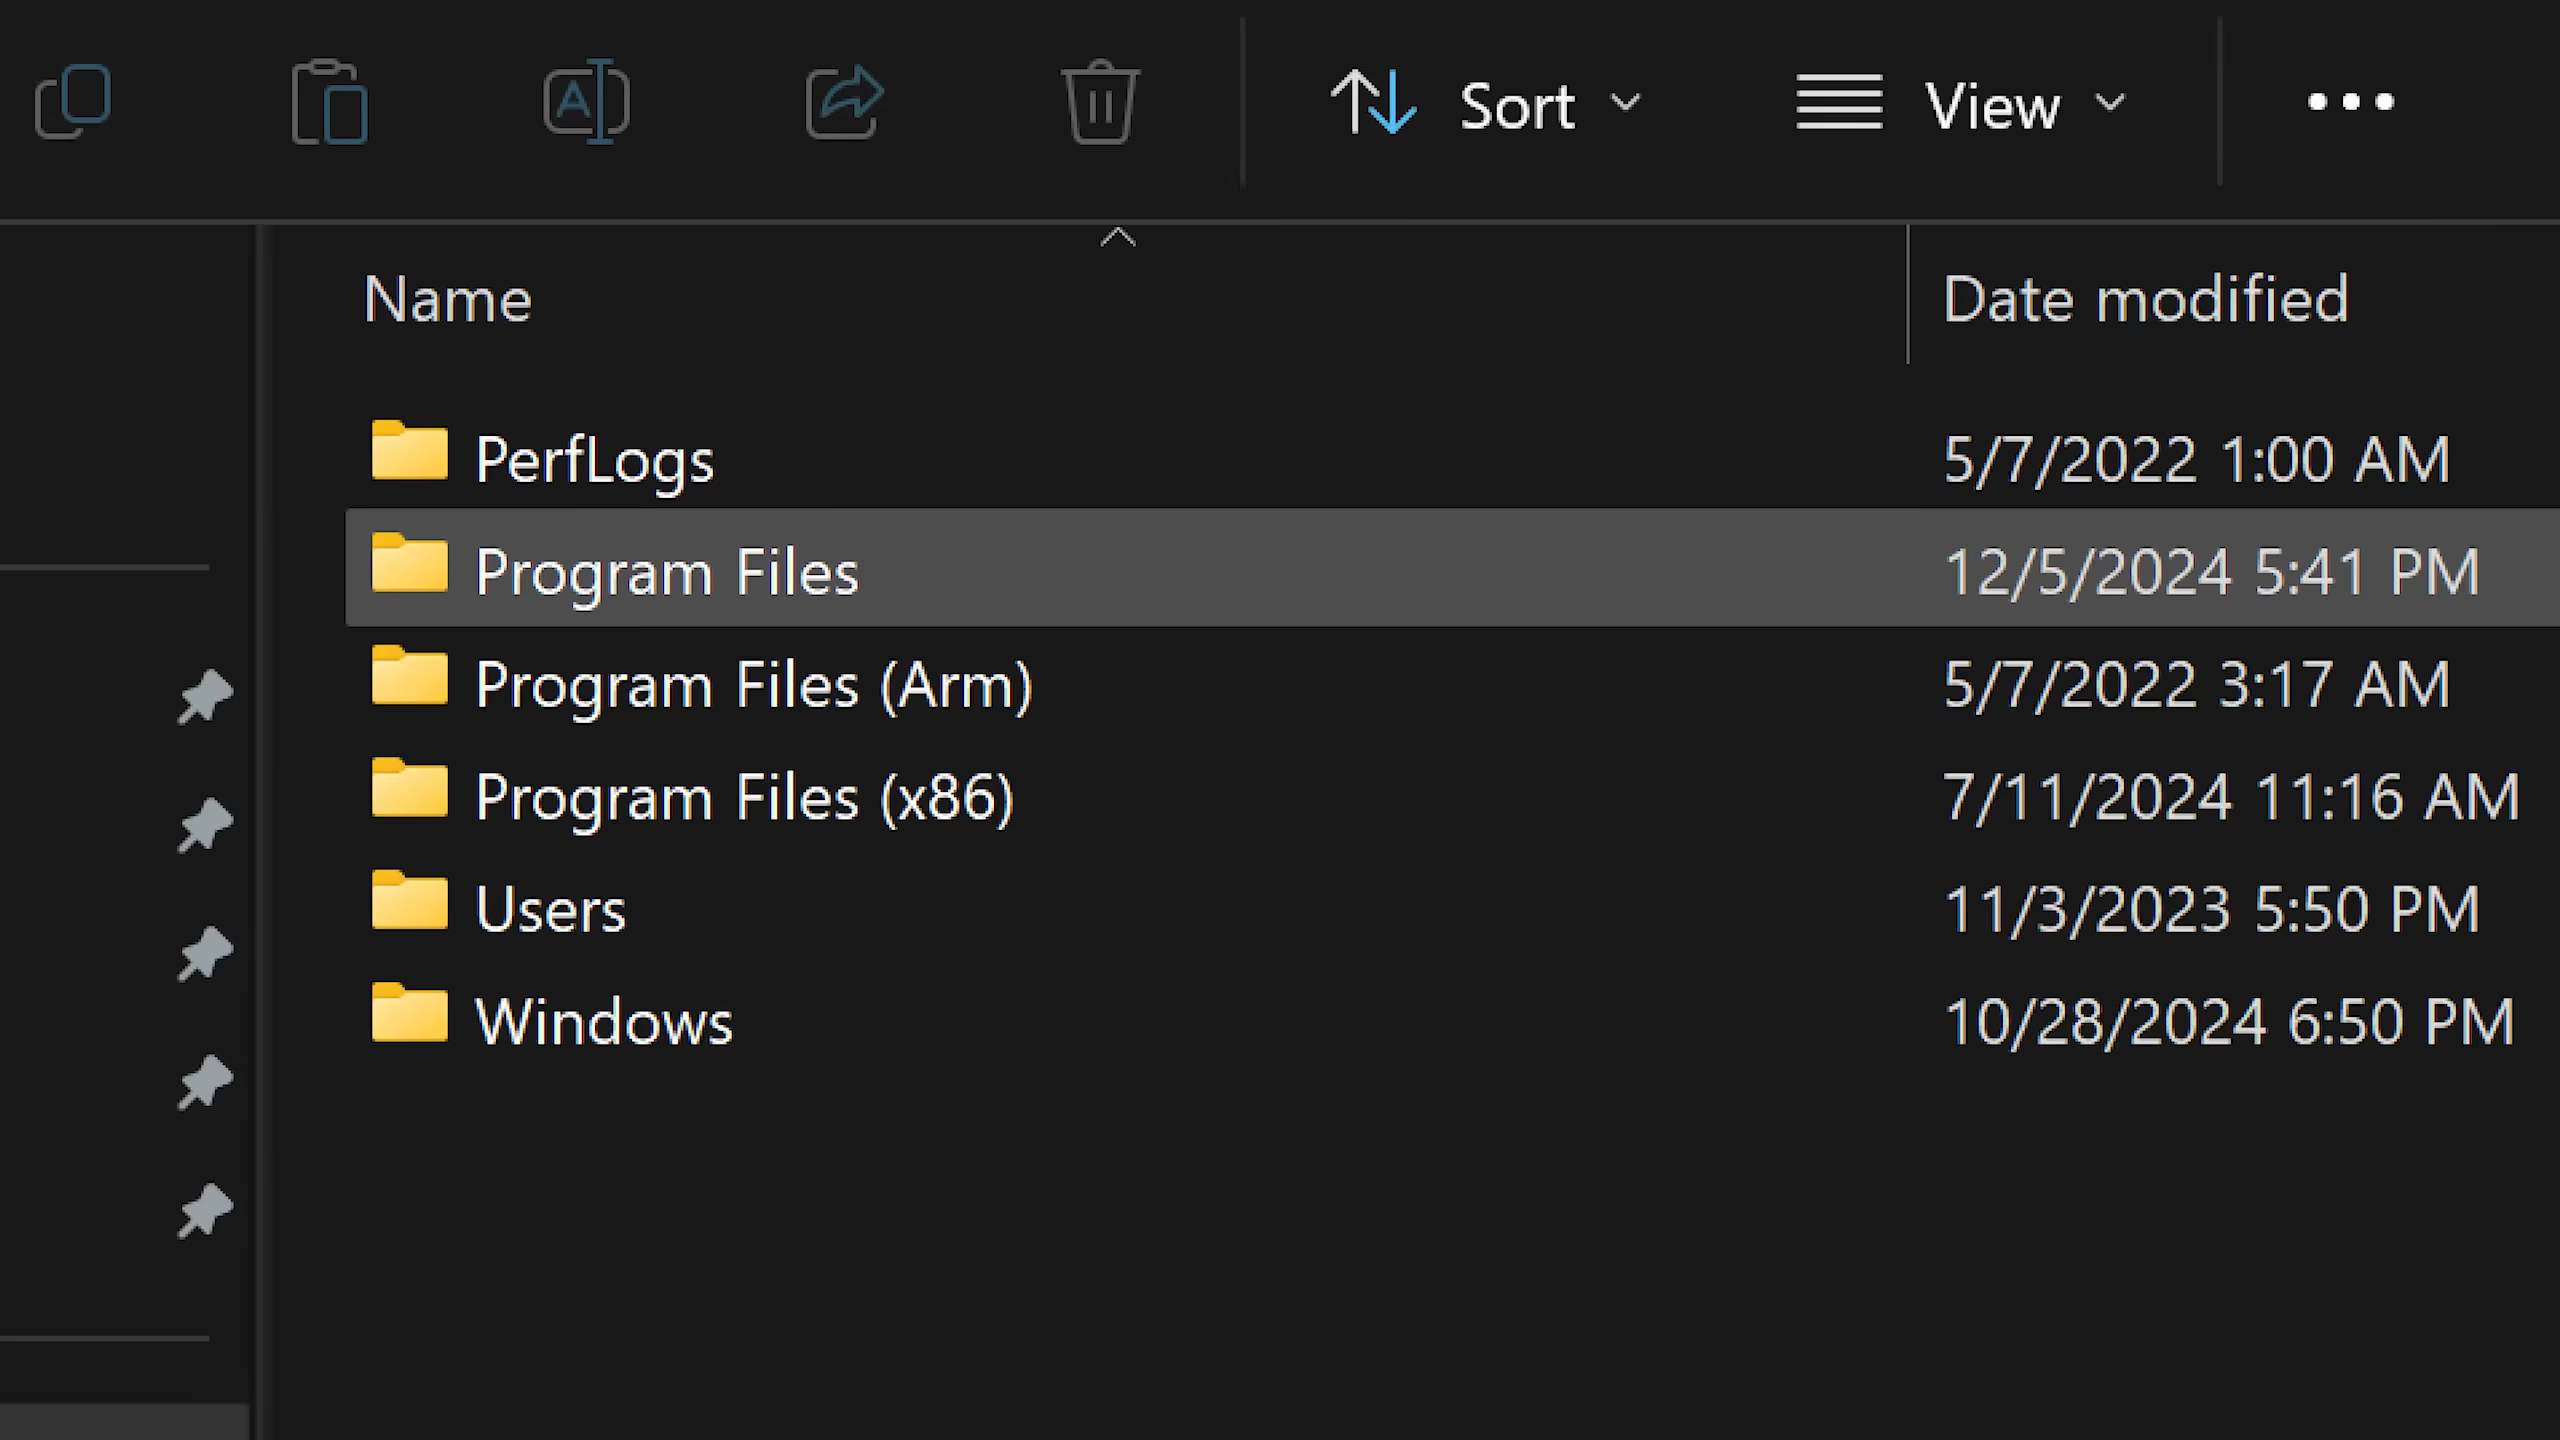 Sort View
Name Date modified
PerfLogs 5/7/2022 1:00 AM
Program Files 12/5/2024 5:41 PM
Program Files (Arm) 5/7/2022 3:17 AM
Program Files (x86) 7/11/2024 11:16 AM
Users 11/3/2023 5:50 PM
Windows 10/28/2024 6:50 PM